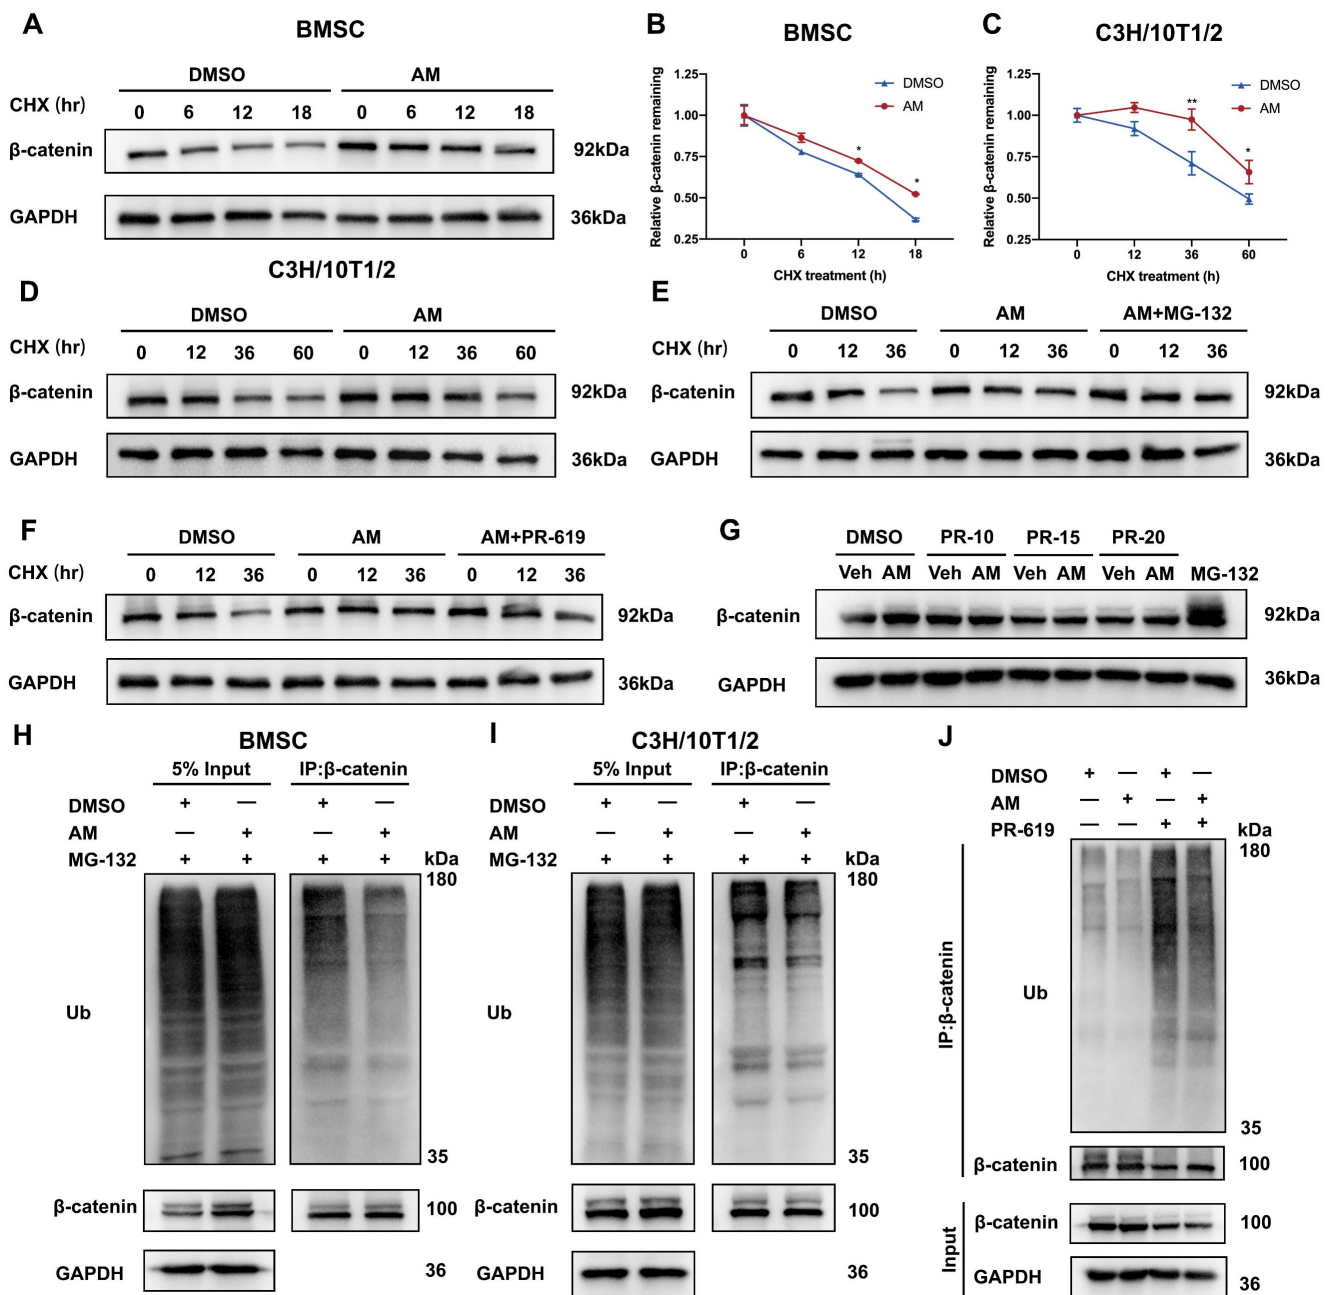 A
BMSC
DMSO AM
CHX (hr) 0 6 12 18 0 6 12 18
β-catenin 92kDa
GAPDH 36kDa
B
BMSC
Relative β-catenin remaining
1.25
1.00
0.75
0.50
0.25
DMSO
AM
*
*
0 6 12 18
CHX treatment (h)
C
C3H/10T1/2
Relative β-catenin remaining
1.25
1.00
0.75
0.50
0.25
DMSO
AM
**
*
0 12 36 60
CHX treatment (h)
C3H/10T1/2
D
DMSO AM
CHX (hr) 0 12 36 60 0 12 36 60
β-catenin 92kDa
GAPDH 36kDa
E
DMSO AM AM+MG-132
CHX (hr) 0 12 36 0 12 36 0 12 36
β-catenin 92kDa
GAPDH 36kDa
F
DMSO AM AM+PR-619
CHX (hr) 0 12 36 0 12 36 0 12 36
β-catenin 92kDa
GAPDH 36kDa
G
DMSO PR-10 PR-15 PR-20
Veh AM Veh AM Veh AM Veh AM MG-132
β-catenin 92kDa
GAPDH 36kDa
H
BMSC
5% Input IP:β-catenin
DMSO + — + —
AM — + — +
MG-132 + + + + kDa
180
Ub
35
β-catenin 100
GAPDH 36
I
C3H/10T1/2
5% Input IP:β-catenin
DMSO + — + —
AM — + — +
MG-132 + + + + kDa
180
Ub
35
β-catenin 100
GAPDH 36
J
DMSO + — + —
AM — + — +
PR-619 — — + + kDa
180
IP:β-catenin
Ub
35
β-catenin 100
Input
β-catenin 100
GAPDH 36